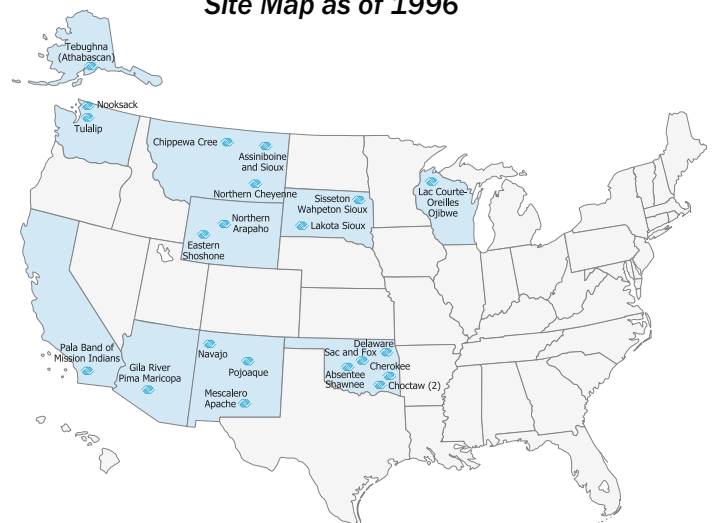 Site Map as of 1996
Tebughna
(Athabascan)
Nooksack
Tulalip
Chippewa Cree
Assiniboine
and Sioux
Northern Cheyenne
Northern
Arapaho
Eastern
Shoshone
Sisseton
Wahpeton Sioux
Lakota Sioux
Lac Courte-
Oreilles
Ojibwe
Pala Band of
Mission Indians
Gila River
Pima Maricopa
Navajo
Pojoaque
Mescalero
Apache
Delaware
Sac and Fox
Cherokee
Absentee
Shawnee
Choctaw (2)